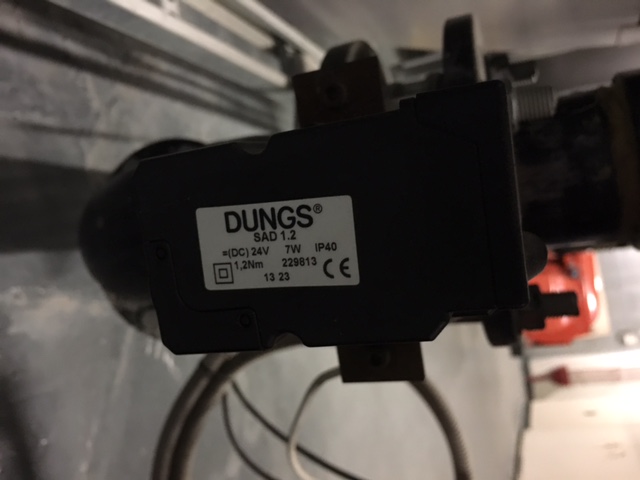 DUNGS®
SAD 1.2
=(DC) 24V 7W IP40
1,2Nm 229813
13 23 CE